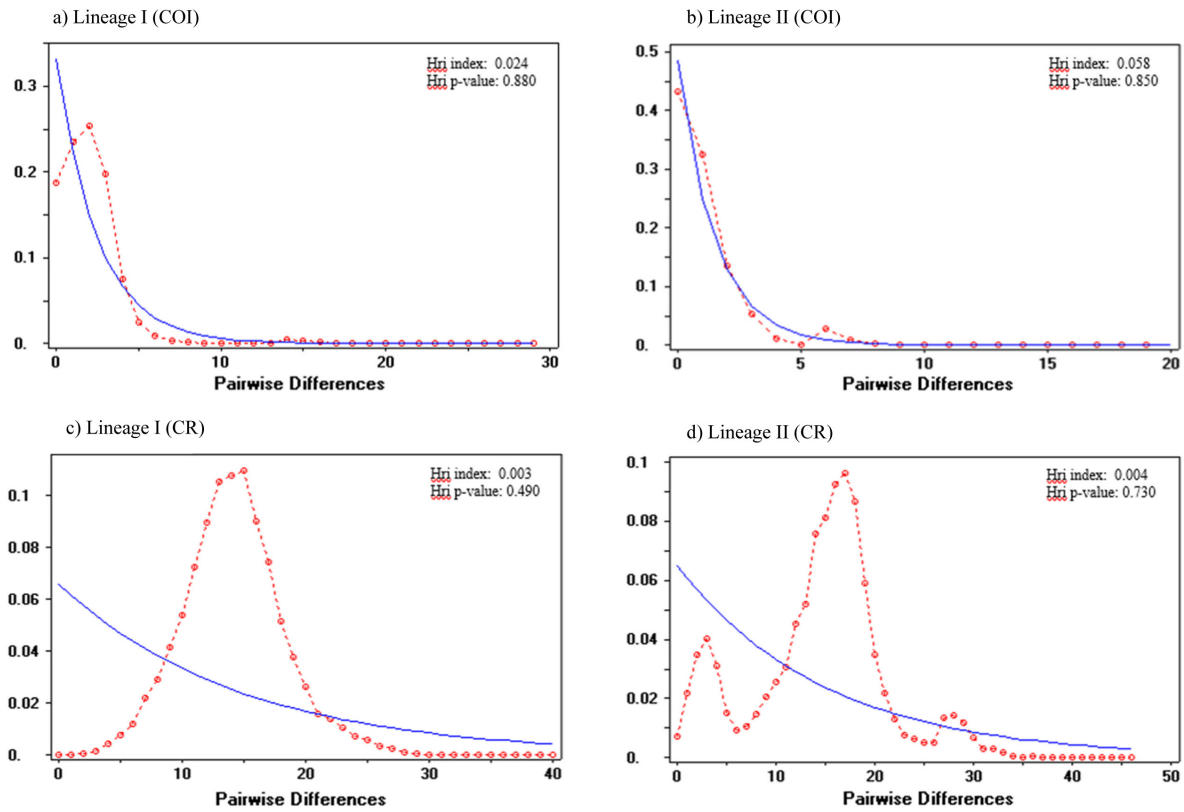 a) Lineage I (COI)
Hri index: 0.024
Hri p-value: 0.880
0.3
0.2
0.1
0.
0 10 20 30
Pairwise Differences
b) Lineage II (COI)
Hri index: 0.058
Hri p-value: 0.850
0.5
0.4
0.3
0.2
0.1
0.
0 5 10 15 20
Pairwise Differences
c) Lineage I (CR)
Hri index: 0.003
Hri p-value: 0.490
0.1
0.08
0.06
0.04
0.02
0.
0 10 20 30 40
Pairwise Differences
d) Lineage II (CR)
Hri index: 0.004
Hri p-value: 0.730
0.1
0.08
0.06
0.04
0.02
0.
0 10 20 30 40 50
Pairwise Differences